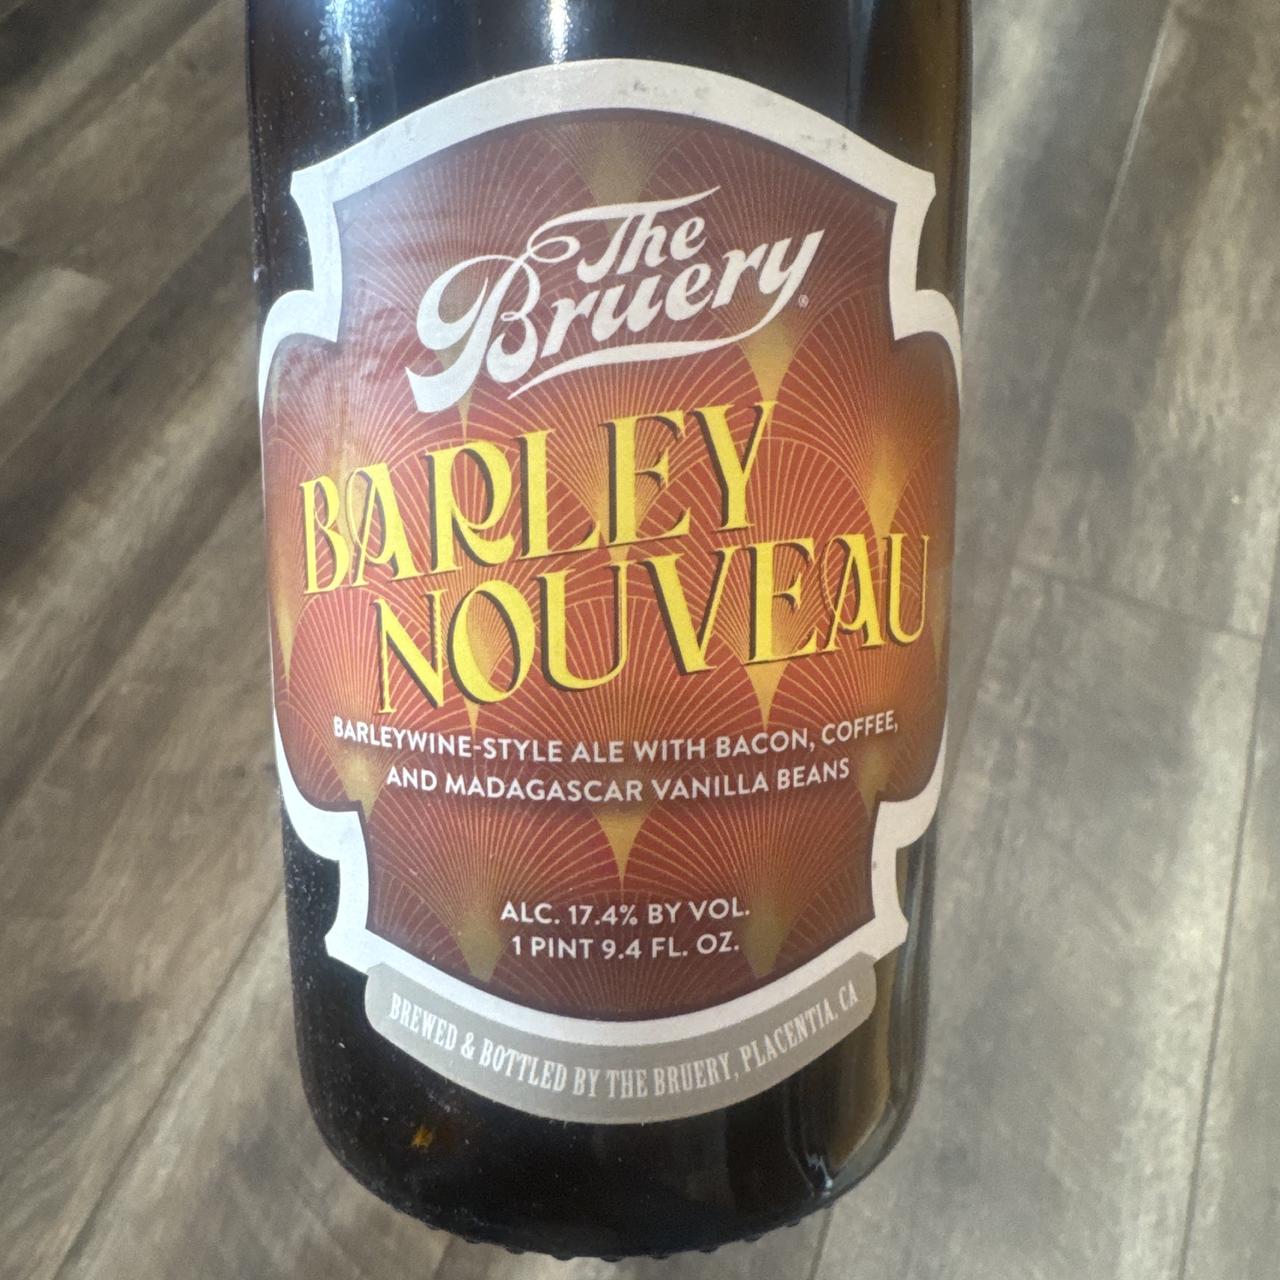 The
Bruery®
BARLEY
NOUVEAU
BARLEYWINE-STYLE ALE WITH BACON, COFFEE,
AND MADAGASCAR VANILLA BEANS
ALC. 17.4% BY VOL.
1 PINT 9.4 FL. OZ.
BREWED & BOTTLED BY THE BRUERY, PLACENTIA, CA